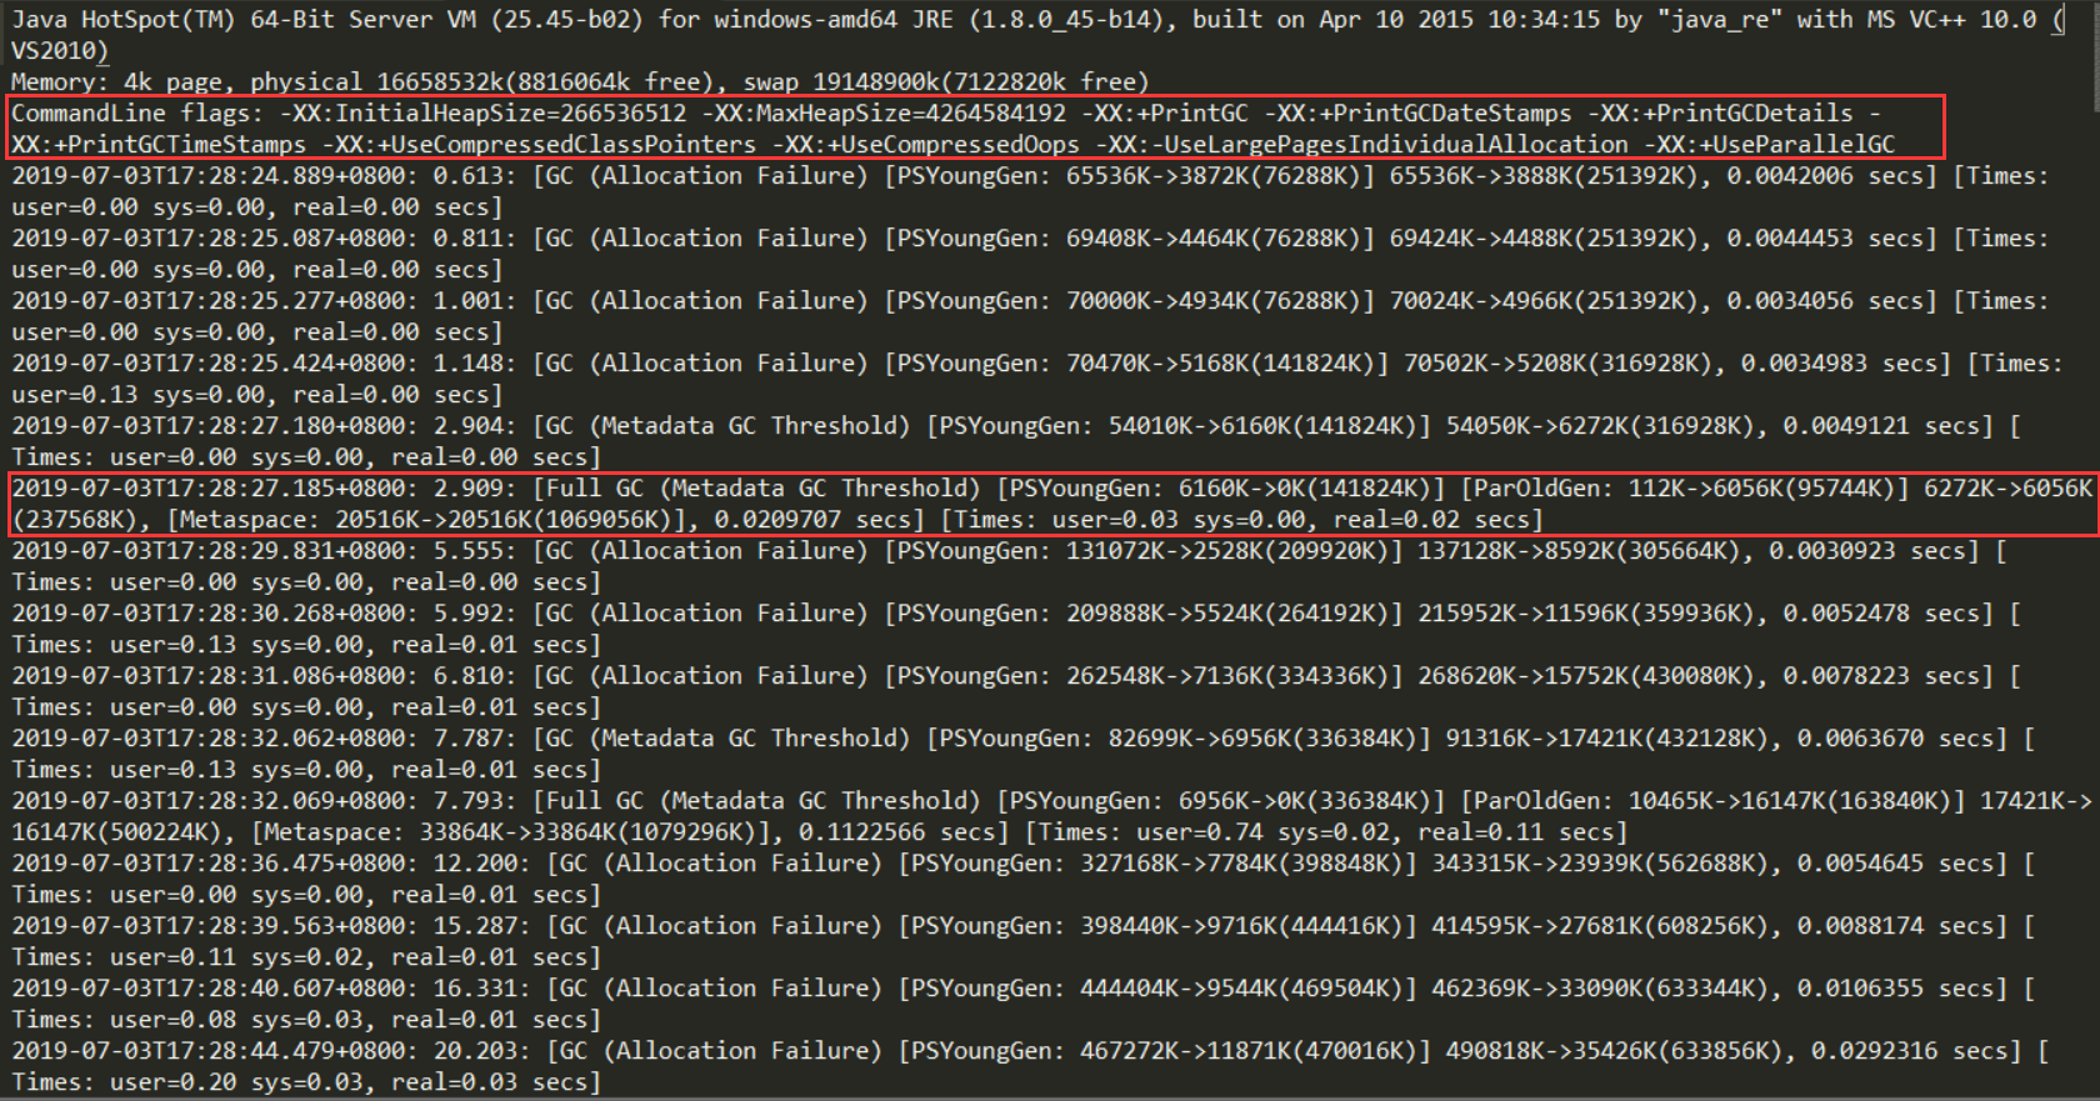 Java HotSpot(TM) 64-Bit Server VM (25.45-b02) for windows-amd64 JRE (1.8.0_45-b14), built on Apr 10 2015 10:34:15 by "java_re" with MS VC++ 10.0 (
VS2010)
Memory: 4k page, physical 16658532k(8816064k free), swap 19148900k(7122820k free)
CommandLine flags: -XX:InitialHeapSize=266536512 -XX:MaxHeapSize=4264584192 -XX:+PrintGC -XX:+PrintGCDateStamps -XX:+PrintGCDetails -
XX:+PrintGCTimeStamps -XX:+UseCompressedClassPointers -XX:+UseCompressedOops -XX:-UseLargePagesIndividualAllocation -XX:+UseParallelGC
2019-07-03T17:28:24.889+0800: 0.613: [GC (Allocation Failure) [PSYoungGen: 65536K->3872K(76288K)] 65536K->3888K(251392K), 0.0042006 secs] [Times:
user=0.00 sys=0.00, real=0.00 secs]
2019-07-03T17:28:25.087+0800: 0.811: [GC (Allocation Failure) [PSYoungGen: 69408K->4464K(76288K)] 69424K->4488K(251392K), 0.0044453 secs] [Times:
user=0.00 sys=0.00, real=0.00 secs]
2019-07-03T17:28:25.277+0800: 1.001: [GC (Allocation Failure) [PSYoungGen: 70000K->4934K(76288K)] 70024K->4966K(251392K), 0.0034056 secs] [Times:
user=0.00 sys=0.00, real=0.00 secs]
2019-07-03T17:28:25.424+0800: 1.148: [GC (Allocation Failure) [PSYoungGen: 70470K->5168K(141824K)] 70502K->5208K(316928K), 0.0034983 secs] [Times:
user=0.13 sys=0.00, real=0.00 secs]
2019-07-03T17:28:27.180+0800: 2.904: [GC (Metadata GC Threshold) [PSYoungGen: 54010K->6160K(141824K)] 54050K->6272K(316928K), 0.0049121 secs] [
Times: user=0.00 sys=0.00, real=0.00 secs]
2019-07-03T17:28:27.185+0800: 2.909: [Full GC (Metadata GC Threshold) [PSYoungGen: 6160K->0K(141824K)] [ParOldGen: 112K->6056K(95744K)] 6272K->6056K
(237568K), [Metaspace: 20516K->20516K(1069056K)], 0.0209707 secs] [Times: user=0.03 sys=0.00, real=0.02 secs]
2019-07-03T17:28:29.831+0800: 5.555: [GC (Allocation Failure) [PSYoungGen: 131072K->2528K(209920K)] 137128K->8592K(305664K), 0.0030923 secs] [
Times: user=0.00 sys=0.00, real=0.00 secs]
2019-07-03T17:28:30.268+0800: 5.992: [GC (Allocation Failure) [PSYoungGen: 209888K->5524K(264192K)] 215952K->11596K(359936K), 0.0052478 secs] [
Times: user=0.13 sys=0.00, real=0.01 secs]
2019-07-03T17:28:31.086+0800: 6.810: [GC (Allocation Failure) [PSYoungGen: 262548K->7136K(334336K)] 268620K->15752K(430080K), 0.0078223 secs] [
Times: user=0.00 sys=0.00, real=0.01 secs]
2019-07-03T17:28:32.062+0800: 7.787: [GC (Metadata GC Threshold) [PSYoungGen: 82699K->6956K(336384K)] 91316K->17421K(432128K), 0.0063670 secs] [
Times: user=0.13 sys=0.00, real=0.01 secs]
2019-07-03T17:28:32.069+0800: 7.793: [Full GC (Metadata GC Threshold) [PSYoungGen: 6956K->0K(336384K)] [ParOldGen: 10465K->16147K(163840K)] 17421K->
16147K(500224K), [Metaspace: 33864K->33864K(1079296K)], 0.1122566 secs] [Times: user=0.74 sys=0.02, real=0.11 secs]
2019-07-03T17:28:36.475+0800: 12.200: [GC (Allocation Failure) [PSYoungGen: 327168K->7784K(398848K)] 343315K->23939K(562688K), 0.0054645 secs] [
Times: user=0.00 sys=0.00, real=0.01 secs]
2019-07-03T17:28:39.563+0800: 15.287: [GC (Allocation Failure) [PSYoungGen: 398440K->9716K(444416K)] 414595K->27681K(608256K), 0.0088174 secs] [
Times: user=0.11 sys=0.02, real=0.01 secs]
2019-07-03T17:28:40.607+0800: 16.331: [GC (Allocation Failure) [PSYoungGen: 444404K->9544K(469504K)] 462369K->33090K(633344K), 0.0106355 secs] [
Times: user=0.08 sys=0.03, real=0.01 secs]
2019-07-03T17:28:44.479+0800: 20.203: [GC (Allocation Failure) [PSYoungGen: 467272K->11871K(470016K)] 490818K->35426K(633856K), 0.0292316 secs] [
Times: user=0.20 sys=0.03, real=0.03 secs]